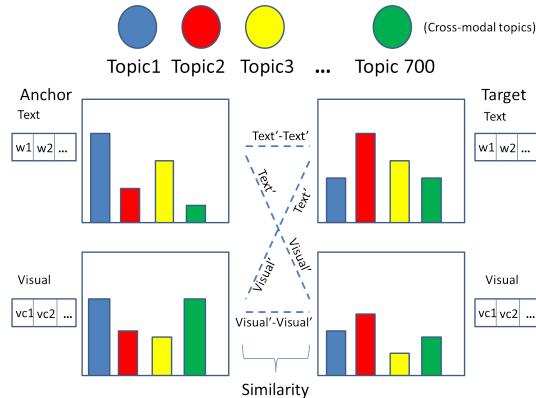 (Cross-modal topics)
Topic1 Topic2 Topic3 ... Topic 700
Anchor
Target
Text
Text
w1 w2 ...
w1 w2 ...
Text'-Text'
Text'
Text'
Visual'
Visual'
Visual
Visual
vc1 vc2 ...
vc1 vc2 ...
Visual'-Visual'
Similarity